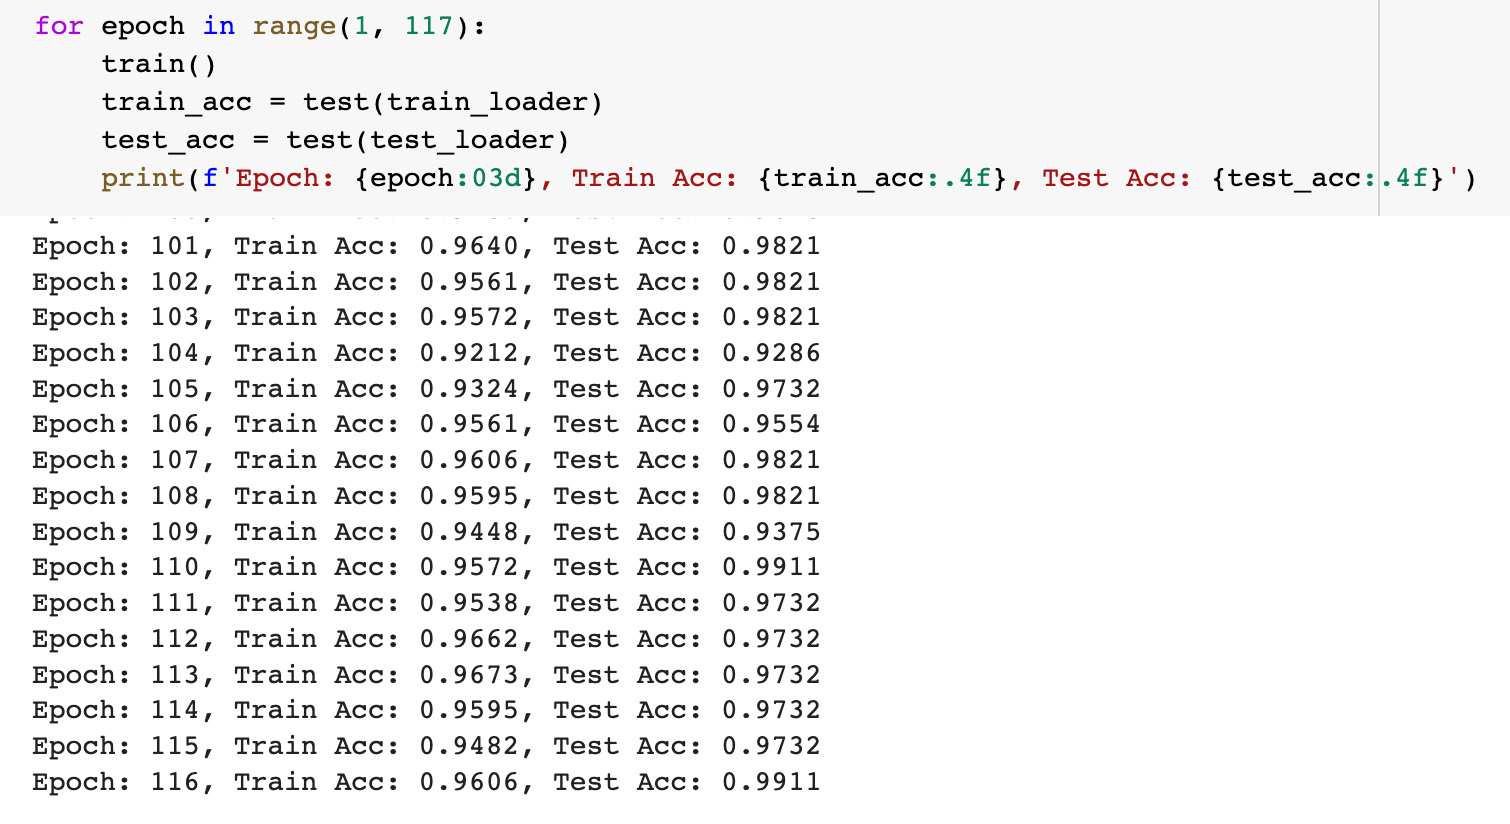 for epoch in range(1, 117):
    train()
    train_acc = test(train_loader)
    test_acc = test(test_loader)
    print(f'Epoch: {epoch:03d}, Train Acc: {train_acc:.4f}, Test Acc: {test_acc:.4f}')
Epoch: 101, Train Acc: 0.9640, Test Acc: 0.9821
Epoch: 102, Train Acc: 0.9561, Test Acc: 0.9821
Epoch: 103, Train Acc: 0.9572, Test Acc: 0.9821
Epoch: 104, Train Acc: 0.9212, Test Acc: 0.9286
Epoch: 105, Train Acc: 0.9324, Test Acc: 0.9732
Epoch: 106, Train Acc: 0.9561, Test Acc: 0.9554
Epoch: 107, Train Acc: 0.9606, Test Acc: 0.9821
Epoch: 108, Train Acc: 0.9595, Test Acc: 0.9821
Epoch: 109, Train Acc: 0.9448, Test Acc: 0.9375
Epoch: 110, Train Acc: 0.9572, Test Acc: 0.9911
Epoch: 111, Train Acc: 0.9538, Test Acc: 0.9732
Epoch: 112, Train Acc: 0.9662, Test Acc: 0.9732
Epoch: 113, Train Acc: 0.9673, Test Acc: 0.9732
Epoch: 114, Train Acc: 0.9595, Test Acc: 0.9732
Epoch: 115, Train Acc: 0.9482, Test Acc: 0.9732
Epoch: 116, Train Acc: 0.9606, Test Acc: 0.9911